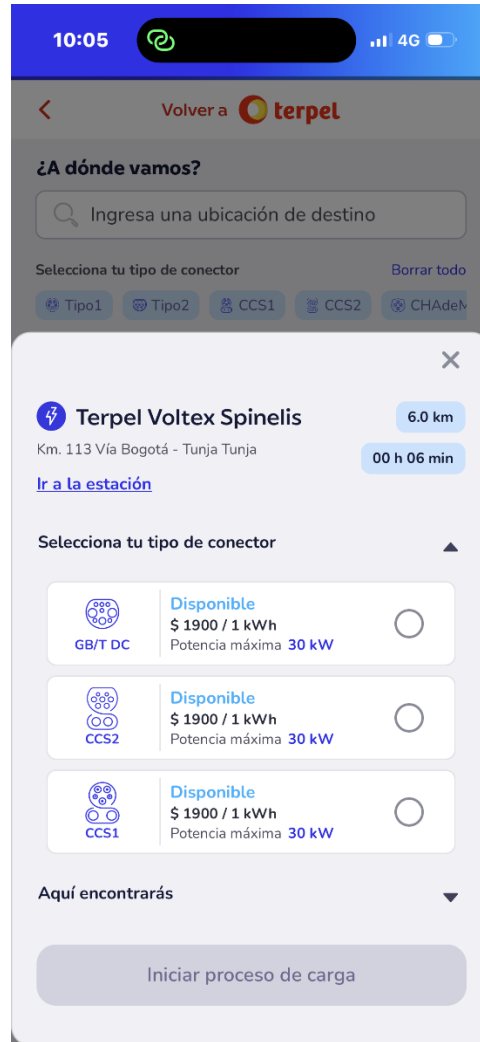 10:05
4G
Volver a terpel
¿A dónde vamos?
Ingresa una ubicación de destino
Selecciona tu tipo de conector
Borrar todo
Tipo1
Tipo2
CCS1
CCS2
CHAdeM
Terpel Voltex Spinelis
6.0 km
Km. 113 Vía Bogotá - Tunja Tunja
00 h 06 min
Ir a la estación
Selecciona tu tipo de conector
GB/T DC
Disponible
$ 1900 / 1 kWh
Potencia máxima 30 kW
CCS2
Disponible
$ 1900 / 1 kWh
Potencia máxima 30 kW
CCS1
Disponible
$ 1900 / 1 kWh
Potencia máxima 30 kW
Aquí encontrarás
Iniciar proceso de carga